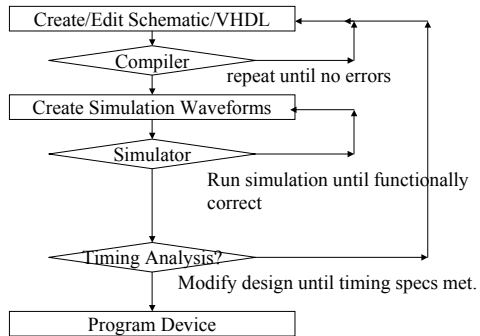 Create/Edit Schematic/VHDL
Compiler
repeat until no errors
Create Simulation Waveforms
Simulator
Run simulation until functionally
correct
Timing Analysis?
Modify design until timing specs met.
Program Device